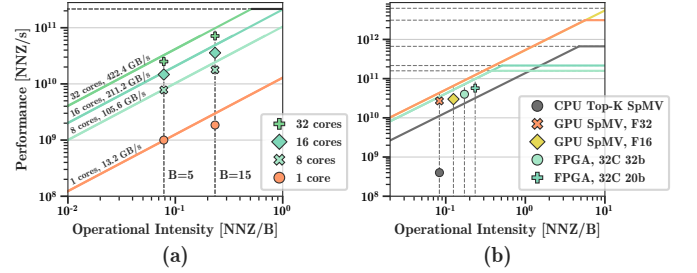 Performance [NNZ/s]
10^11
10^10
10^9
10^8
32 cores, 422.4 GB/s
16 cores, 211.2 GB/s
8 cores, 105.6 GB/s
1 core, 13.2 GB/s
B=5
B=15
32 cores
16 cores
8 cores
1 core
10^-2
10^-1
10^0
Operational Intensity [NNZ/B]
(a)
10^12
10^11
10^10
10^9
10^8
CPU Top-K SpMV
GPU SpMV, F32
GPU SpMV, F16
FPGA, 32C 32b
FPGA, 32C 20b
10^-1
10^0
10^1
Operational Intensity [NNZ/B]
(b)